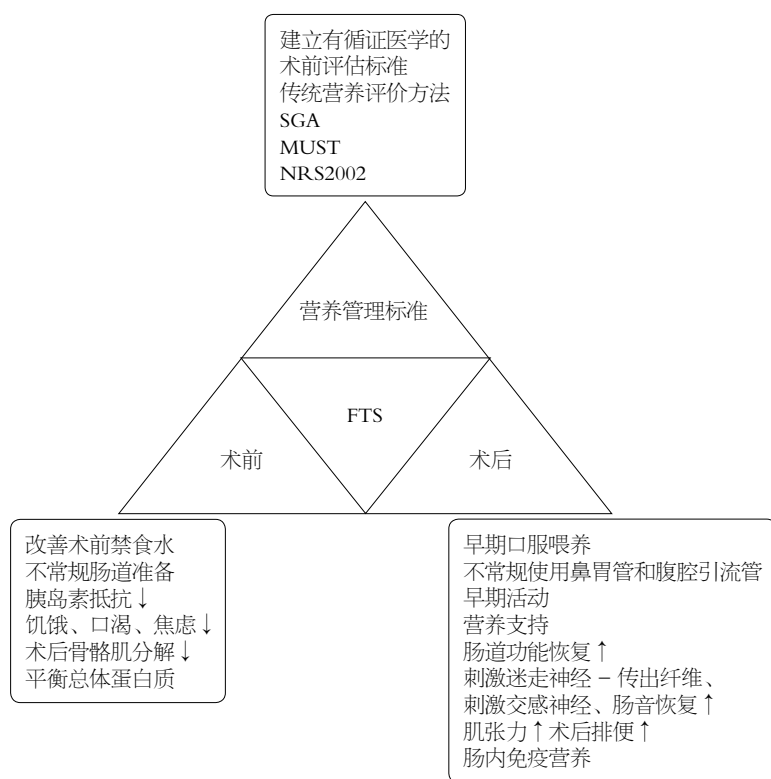 建立有循证医学的
术前评估标准
传统营养评价方法
SGA
MUST
NRS2002
营养管理标准
FTS
术前
术后
改善术前禁食水
不常规肠道准备
胰岛素抵抗↓
饥饿、口渴、焦虑↓
术后骨骼肌分解↓
平衡总体蛋白质
早期口服喂养
不常规使用鼻胃管和腹腔引流管
早期活动
营养支持
肠道功能恢复↑
刺激迷走神经–传出纤维、
刺激交感神经、肠音恢复↑
肌张力↑术后排便↑
肠内免疫营养